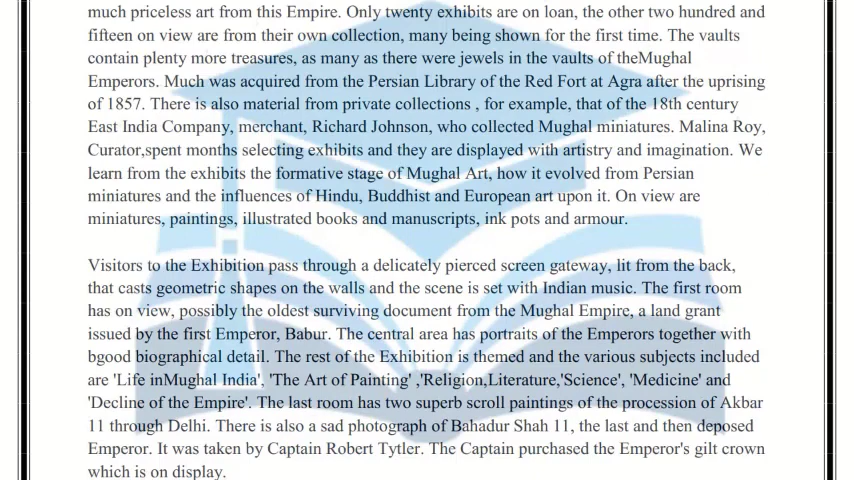 much priceless art from this Empire. Only twenty exhibits are on loan, the other two hundred and
fifteen on view are from their own collection, many being shown for the first time. The vaults
contain plenty more treasures, as many as there were jewels in the vaults of theMughal
Emperors. Much was acquired from the Persian Library of the Red Fort at Agra after the uprising
of 1857. There is also material from private collections , for example, that of the 18th century
East India Company, merchant, Richard Johnson, who collected Mughal miniatures. Malina Roy,
Curator,spent months selecting exhibits and they are displayed with artistry and imagination. We
learn from the exhibits the formative stage of Mughal Art, how it evolved from Persian
miniatures and the influences of Hindu, Buddhist and European art upon it. On view are
miniatures, paintings, illustrated books and manuscripts, ink pots and armour.
Visitors to the Exhibition pass through a delicately pierced screen gateway, lit from the back,
that casts geometric shapes on the walls and the scene is set with Indian music. The first room
has on view, possibly the oldest surviving document from the Mughal Empire, a land grant
issued by the first Emperor, Babur. The central area has portraits of the Emperors together with
bgood biographical detail. The rest of the Exhibition is themed and the various subjects included
are 'Life inMughal India', 'The Art of Painting' ,'Religion,Literature,'Science', 'Medicine' and
'Decline of the Empire'. The last room has two superb scroll paintings of the procession of Akbar
11 through Delhi. There is also a sad photograph of Bahadur Shah 11, the last and then deposed
Emperor. It was taken by Captain Robert Tytler. The Captain purchased the Emperor's gilt crown
which is on display.